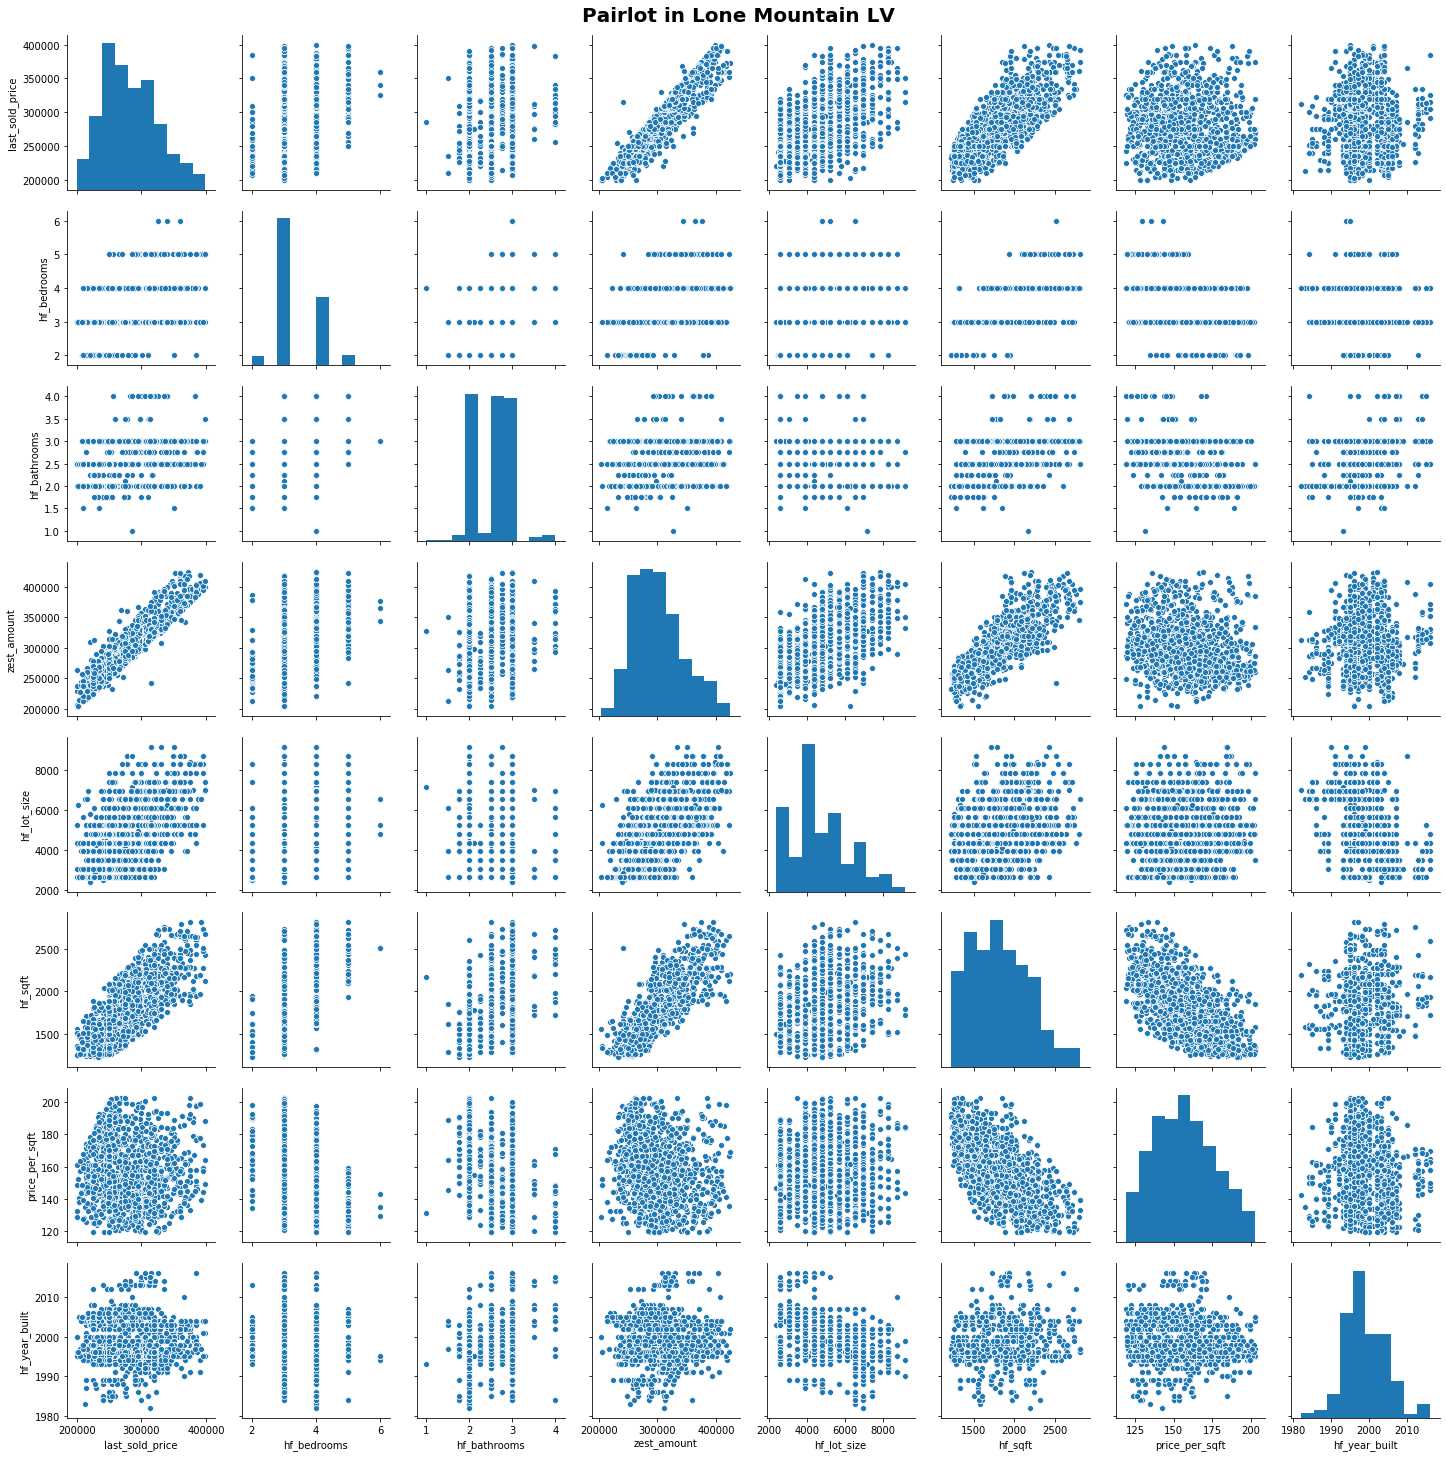 Pairlot in Lone Mountain LV
400000
350000
300000
250000
200000
last_sold_price
6
5
4
3
2
hf_bedrooms
4.0
3.5
3.0
2.5
2.0
1.5
1.0
hf_bathrooms
400000
350000
300000
250000
200000
zest_amount
8000
6000
4000
2000
hf_lot_size
2500
2000
1500
hf_sqft
200
180
160
140
120
price_per_sqft
2010
2000
1990
1980
hf_year_built
200000 300000 400000
last_sold_price
2 4 6
hf_bedrooms
1 2 3 4
hf_bathrooms
200000 300000 400000
zest_amount
2000 4000 6000 8000
hf_lot_size
1500 2000 2500
hf_sqft
125 150 175 200
price_per_sqft
1980 1990 2000 2010
hf_year_built